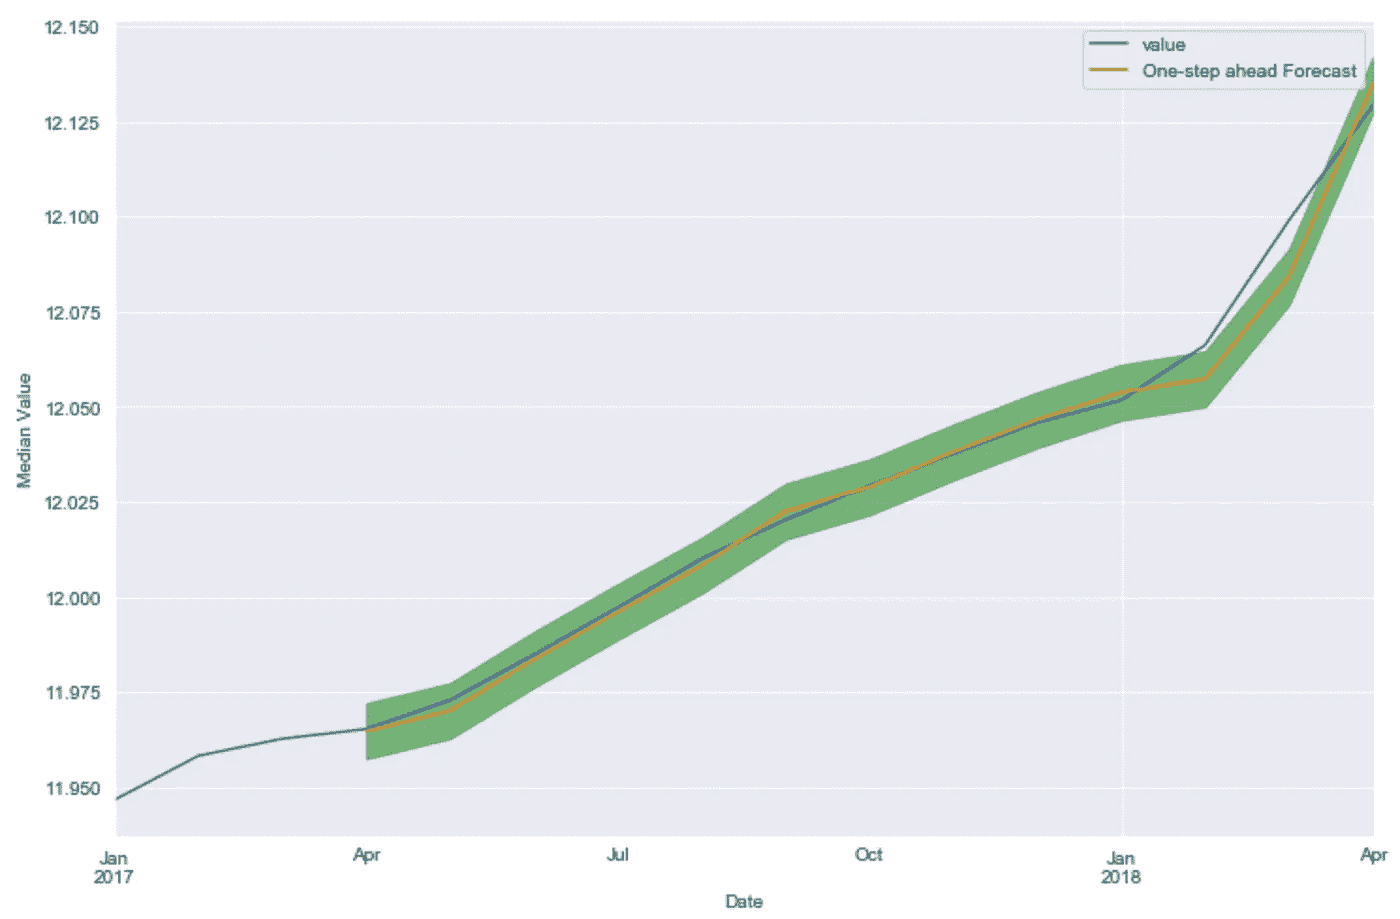 12.150
12.125
12.100
12.075
12.050
12.025
12.000
11.975
11.950
Median Value
value
One-step ahead Forecast
Jan
2017
Apr
Jul
Oct
Jan
2018
Apr
Date